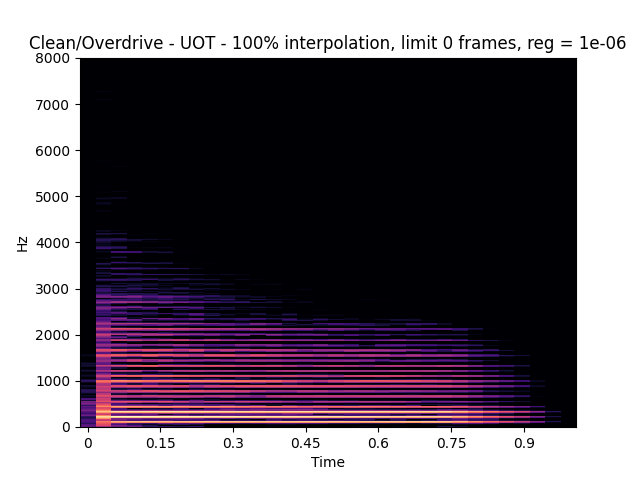 Clean/Overdrive - UOT - 100% interpolation, limit 0 frames, reg = 1e-06
8000
7000
6000
5000
4000
3000
2000
1000
0
Hz
0 0.15 0.3 0.45 0.6 0.75 0.9
Time